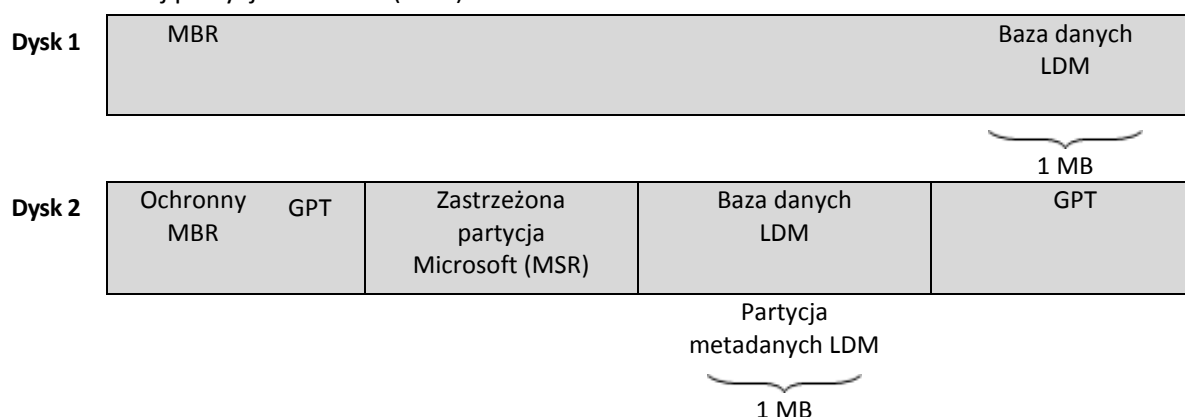 Dysk 1
MBR
Baza danych
LDM
1 MB
Dysk 2
Ochronny
MBR
GPT
Zastrzeżona
partycja
Microsoft (MSR)
Baza danych
LDM
GPT
Partycja
metadanych LDM
1 MB